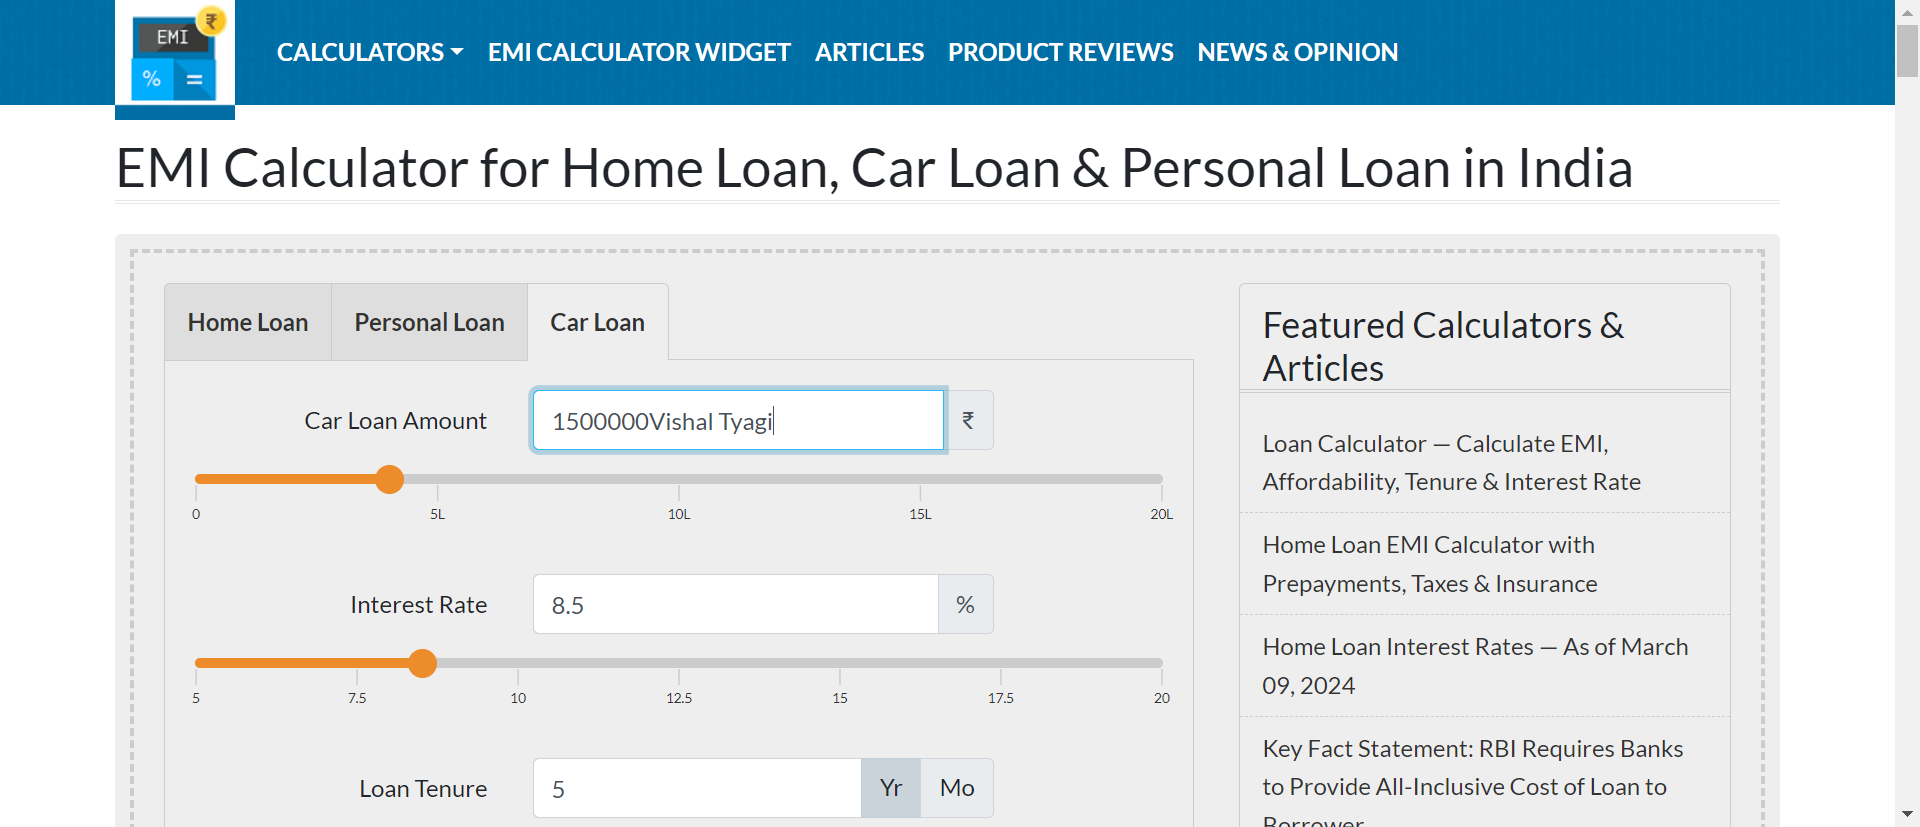 EMI
₹
%
=
CALCULATORS
EMI CALCULATOR WIDGET
ARTICLES
PRODUCT REVIEWS
NEWS & OPINION
EMI Calculator for Home Loan, Car Loan & Personal Loan in India
Home Loan
Personal Loan
Car Loan
Car Loan Amount
1500000Vishal Tyagi
₹
0
5L
10L
15L
20L
Interest Rate
8.5
%
5
7.5
10
12.5
15
17.5
20
Loan Tenure
5
Yr
Mo
Featured Calculators &
Articles
Loan Calculator — Calculate EMI,
Affordability, Tenure & Interest Rate
Home Loan EMI Calculator with
Prepayments, Taxes & Insurance
Home Loan Interest Rates — As of March
09, 2024
Key Fact Statement: RBI Requires Banks
to Provide All-Inclusive Cost of Loan to
Borrower